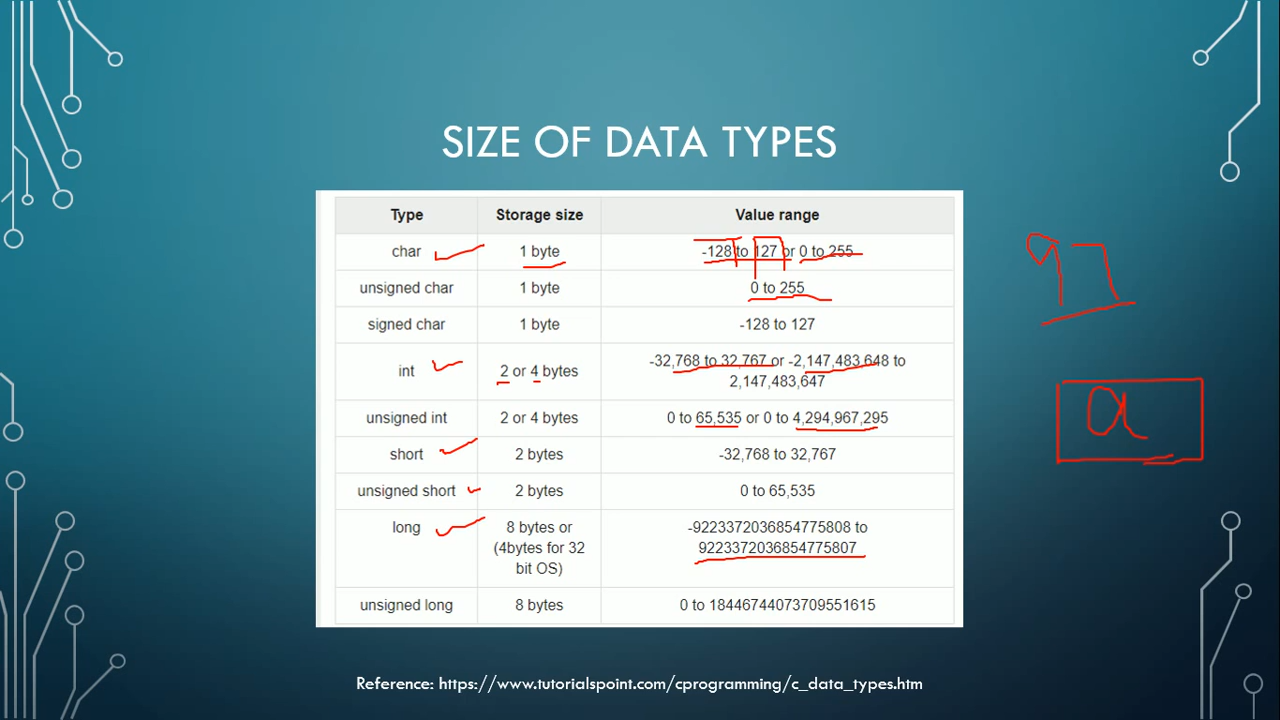 SIZE OF DATA TYPES
Type Storage size Value range
char 1 byte -128 to 127 or 0 to 255
unsigned char 1 byte 0 to 255
signed char 1 byte -128 to 127
int 2 or 4 bytes -32,768 to 32,767 or -2,147,483,648 to
2,147,483,647
unsigned int 2 or 4 bytes 0 to 65,535 or 0 to 4,294,967,295
short 2 bytes -32,768 to 32,767
unsigned short 2 bytes 0 to 65,535
long 8 bytes or -9223372036854775808 to
(4bytes for 32 9223372036854775807
bit OS)
unsigned long 8 bytes 0 to 18446744073709551615
97
a
Reference: https://www.tutorialspoint.com/cprogramming/c_data_types.htm